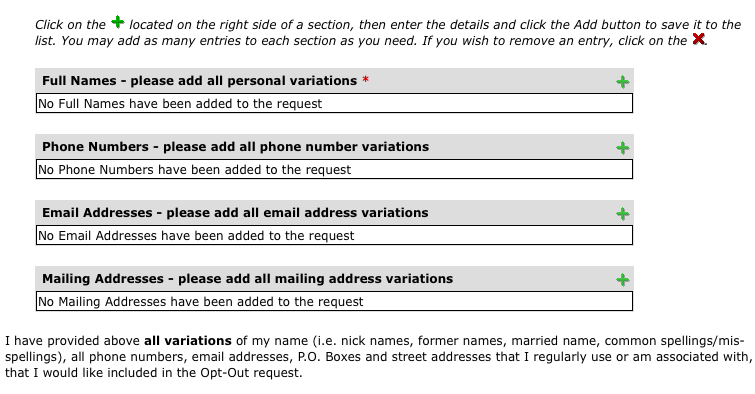 Click on the located on the right side of a section, then enter the details and click the Add button to save it to the
list. You may add as many entries to each section as you need. If you wish to remove an entry, click on the .
Full Names - please add all personal variations *
No Full Names have been added to the request
Phone Numbers - please add all phone number variations
No Phone Numbers have been added to the request
Email Addresses - please add all email address variations
No Email Addresses have been added to the request
Mailing Addresses - please add all mailing address variations
No Mailing Addresses have been added to the request
I have provided above all variations of my name (i.e. nick names, former names, married name, common spellings/mis-
spellings), all phone numbers, email addresses, P.O. Boxes and street addresses that I regularly use or am associated with,
that I would like included in the Opt-Out request.